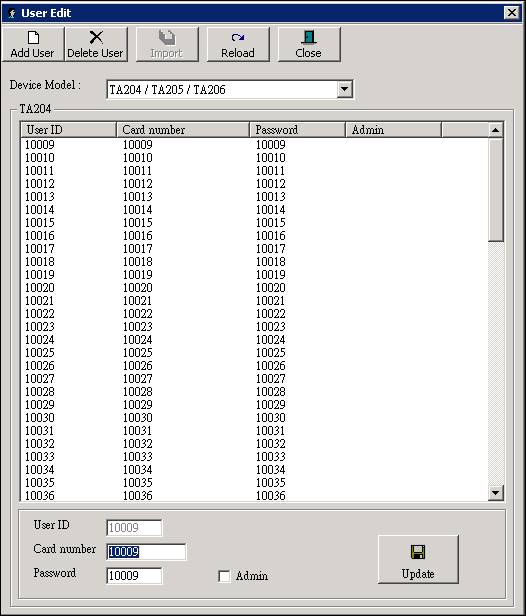 User Edit
Add User Delete User Import Reload Close
Device Model : TA204 / TA205 / TA206
TA204
User ID Card number Password Admin
10009 10009 10009
10010 10010 10010
10011 10011 10011
10012 10012 10012
10013 10013 10013
10014 10014 10014
10015 10015 10015
10016 10016 10016
10017 10017 10017
10018 10018 10018
10019 10019 10019
10020 10020 10020
10021 10021 10021
10022 10022 10022
10023 10023 10023
10024 10024 10024
10025 10025 10025
10026 10026 10026
10027 10027 10027
10028 10028 10028
10029 10029 10029
10030 10030 10030
10031 10031 10031
10032 10032 10032
10033 10033 10033
10034 10034 10034
10035 10035 10035
10036 10036 10036
User ID 10009
Card number 10009
Password 10009 Admin
Update